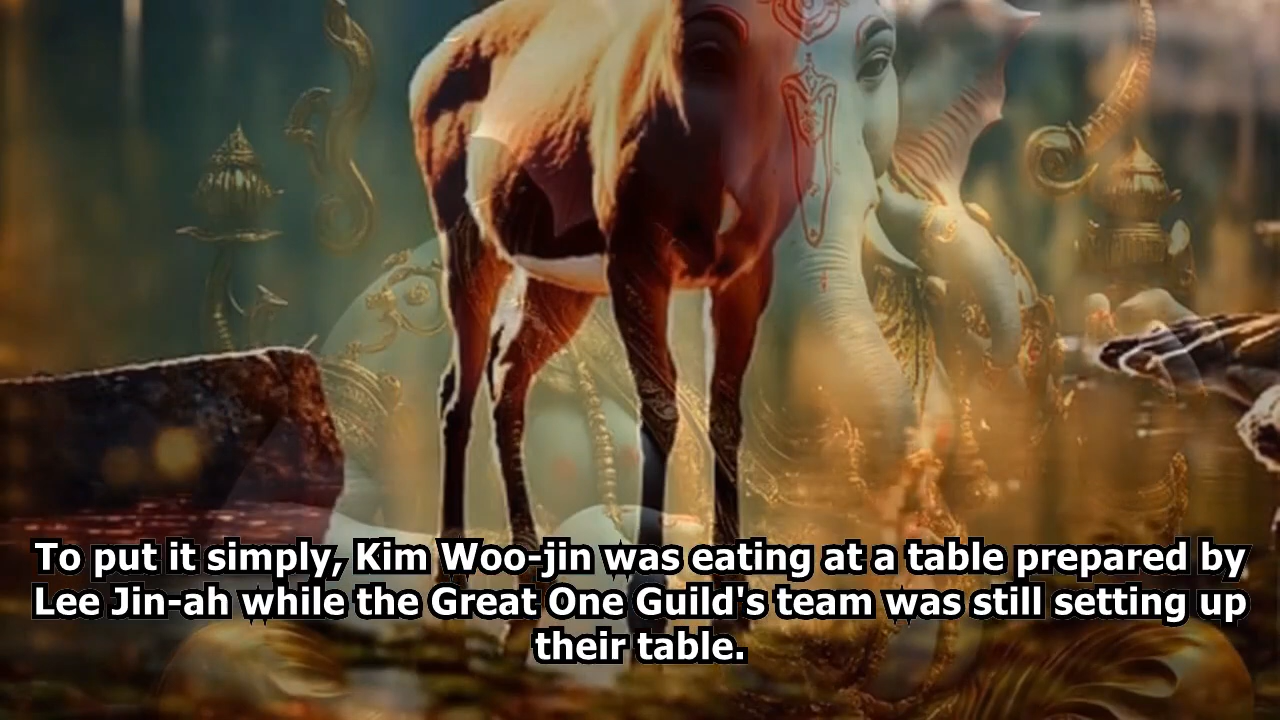 To put it simply, Kim Woo-jin was eating at a table prepared by
Lee Jin-ah while the Great One Guild's team was still setting up
their table.